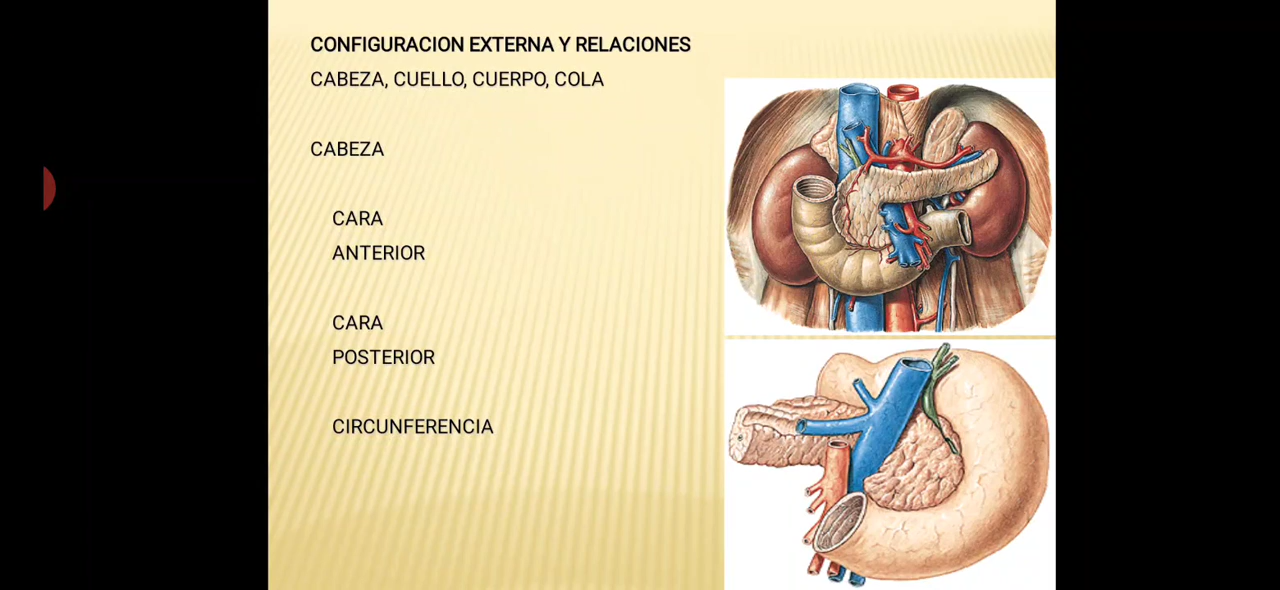 CONFIGURACION EXTERNA Y RELACIONES
CABEZA, CUELLO, CUERPO, COLA
CABEZA
CARA
ANTERIOR
CARA
POSTERIOR
CIRCUNFERENCIA